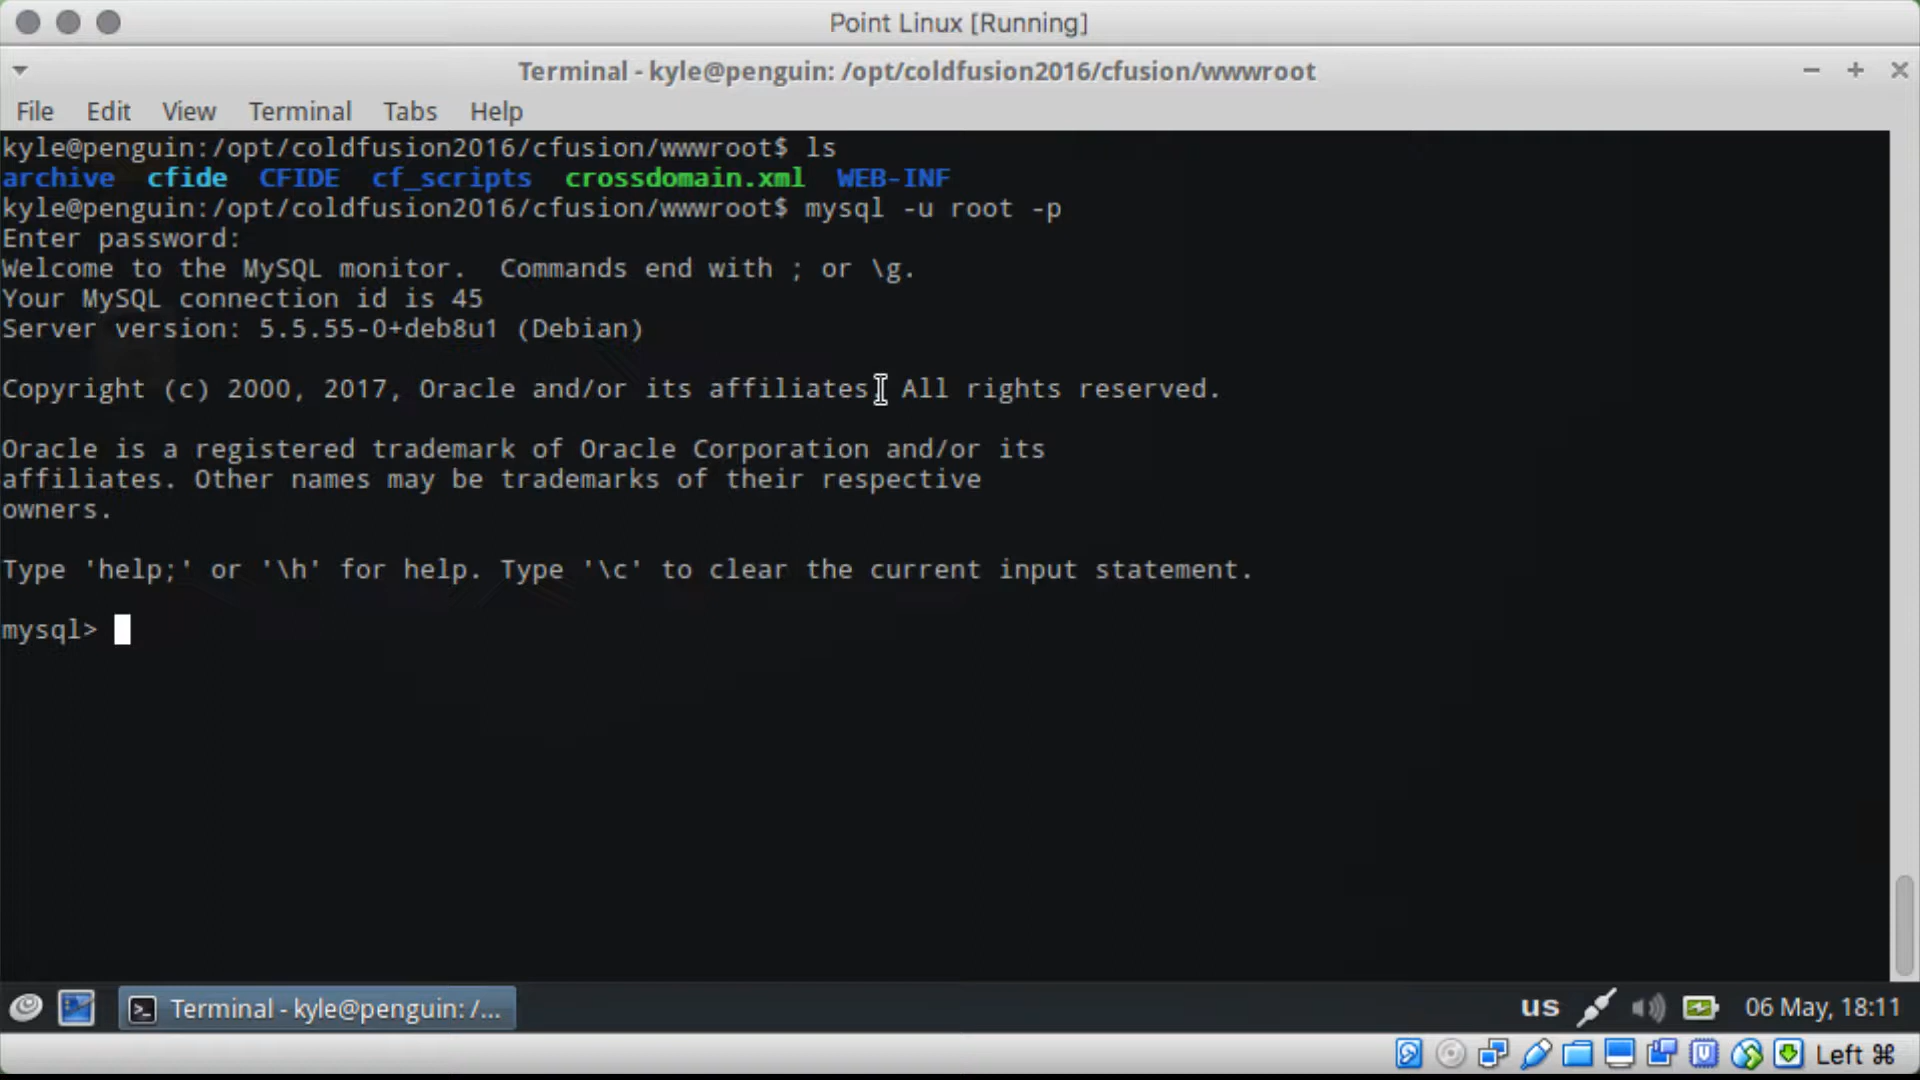 Point Linux [Running]
Terminal - kyle@penguin: /opt/coldfusion2016/cfusion/wwwroot
File Edit View Terminal Tabs Help
kyle@penguin:/opt/coldfusion2016/cfusion/wwwroot$ ls
archive cfide CFIDE cf_scripts crossdomain.xml WEB-INF
kyle@penguin:/opt/coldfusion2016/cfusion/wwwroot$ mysql -u root -p
Enter password:
Welcome to the MySQL monitor.  Commands end with ; or \g.
Your MySQL connection id is 45
Server version: 5.5.55-0+deb8u1 (Debian)
Copyright (c) 2000, 2017, Oracle and/or its affiliates. All rights reserved.
Oracle is a registered trademark of Oracle Corporation and/or its
affiliates. Other names may be trademarks of their respective
owners.
Type 'help;' or '\h' for help. Type '\c' to clear the current input statement.
mysql>
Terminal - kyle@penguin: /... us 06 May, 18:11
Left ⌘